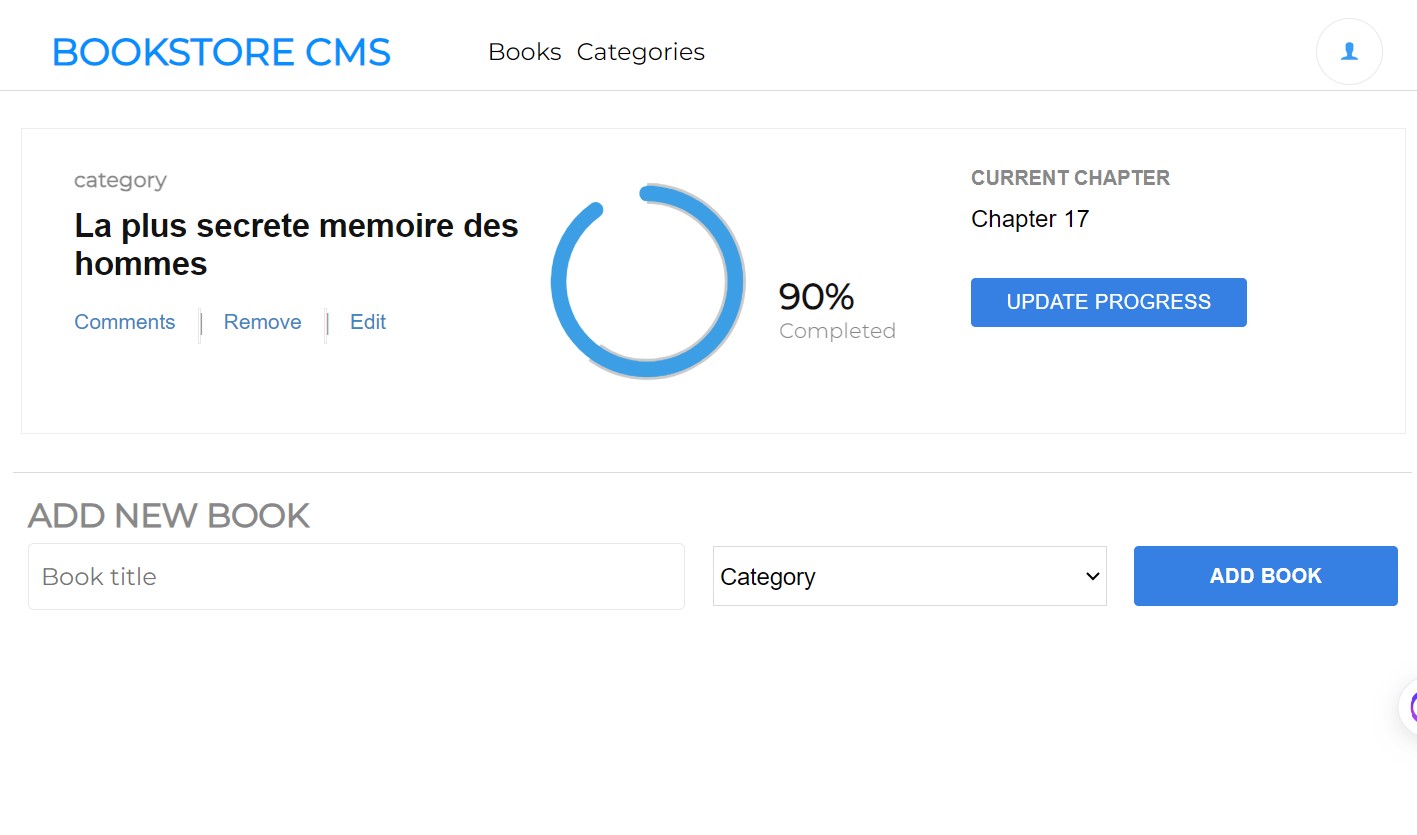 BOOKSTORE CMS
Books
Categories
category
La plus secrete memoire des
hommes
Comments
Remove
Edit
90%
Completed
CURRENT CHAPTER
Chapter 17
UPDATE PROGRESS
ADD NEW BOOK
Book title
Category
ADD BOOK